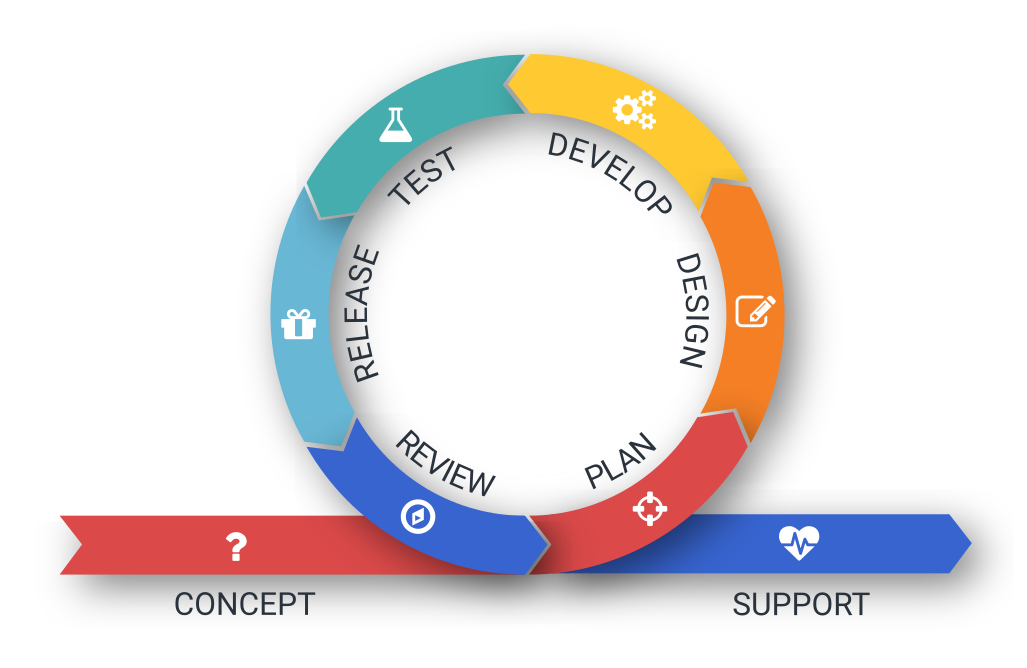 TEST
DEVELOP
RELEASE
DESIGN
REVIEW
PLAN
?
CONCEPT
SUPPORT